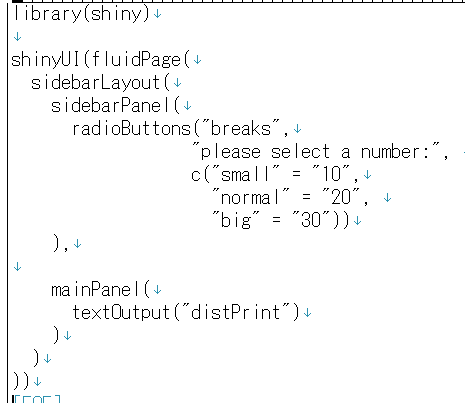 library(shiny)↓
↓
shinyUI(fluidPage(↓
  sidebarLayout(↓
    sidebarPanel(↓
      radioButtons("breaks",↓
                  "please select a number:", ↓
                  c("small" = "10",↓
                    "normal" = "20", ↓
                    "big" = "30"))↓
    ),↓
↓
    mainPanel(↓
      textOutput("distPrint")↓
    )↓
  )↓
))↓
[EOF]